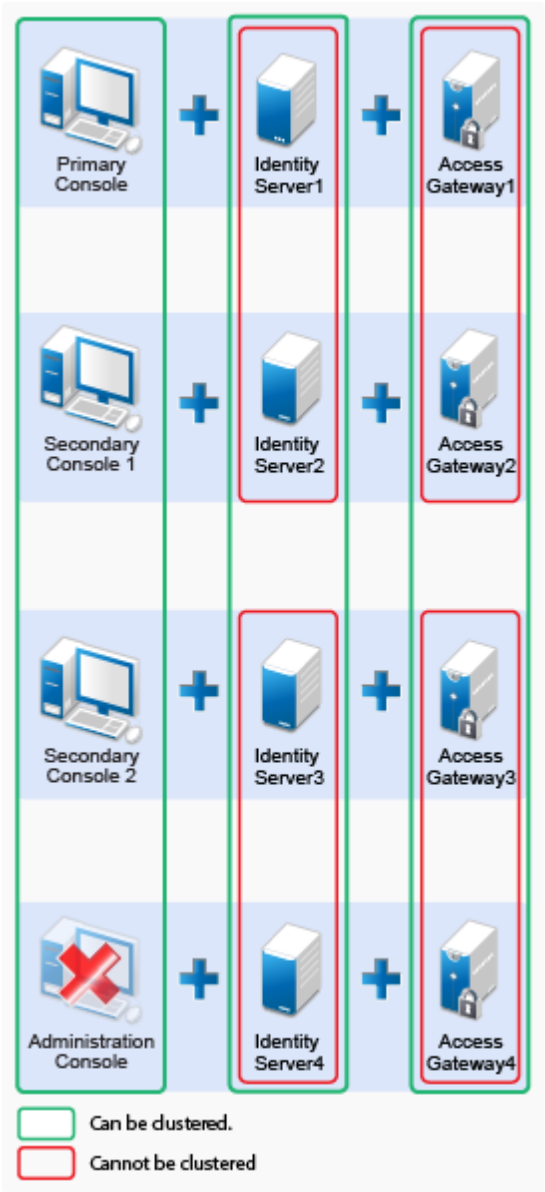 Primary
Console
Identity
Server1
Access
Gateway1
Secondary
Console 1
Identity
Server2
Access
Gateway2
Secondary
Console 2
Identity
Server3
Access
Gateway3
Administration
Console
Identity
Server4
Access
Gateway4
Can be clustered.
Cannot be clustered